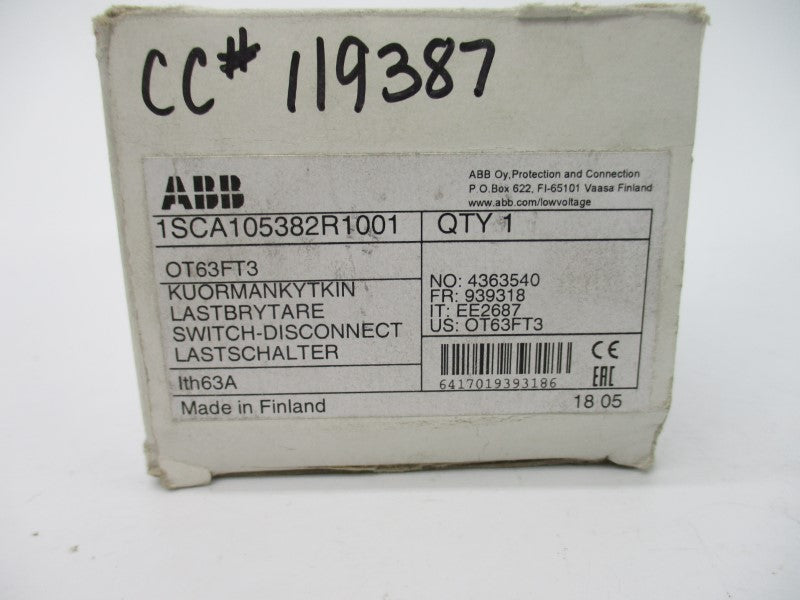 CC# 119387
ABB
ABB Oy,Protection and Connection
P.O.Box 622, FI-65101 Vaasa Finland
www.abb.com/lowvoltage
1SCA105382R1001
QTY 1
OT63FT3
KUORMANKYTKIN
LASTBRYTARE
SWITCH-DISCONNECT
LASTSCHALTER
NO: 4363540
FR: 939318
IT: EE2687
US: OT63FT3
Ith63A
6417019393186
CE
EAC
Made in Finland
18 05